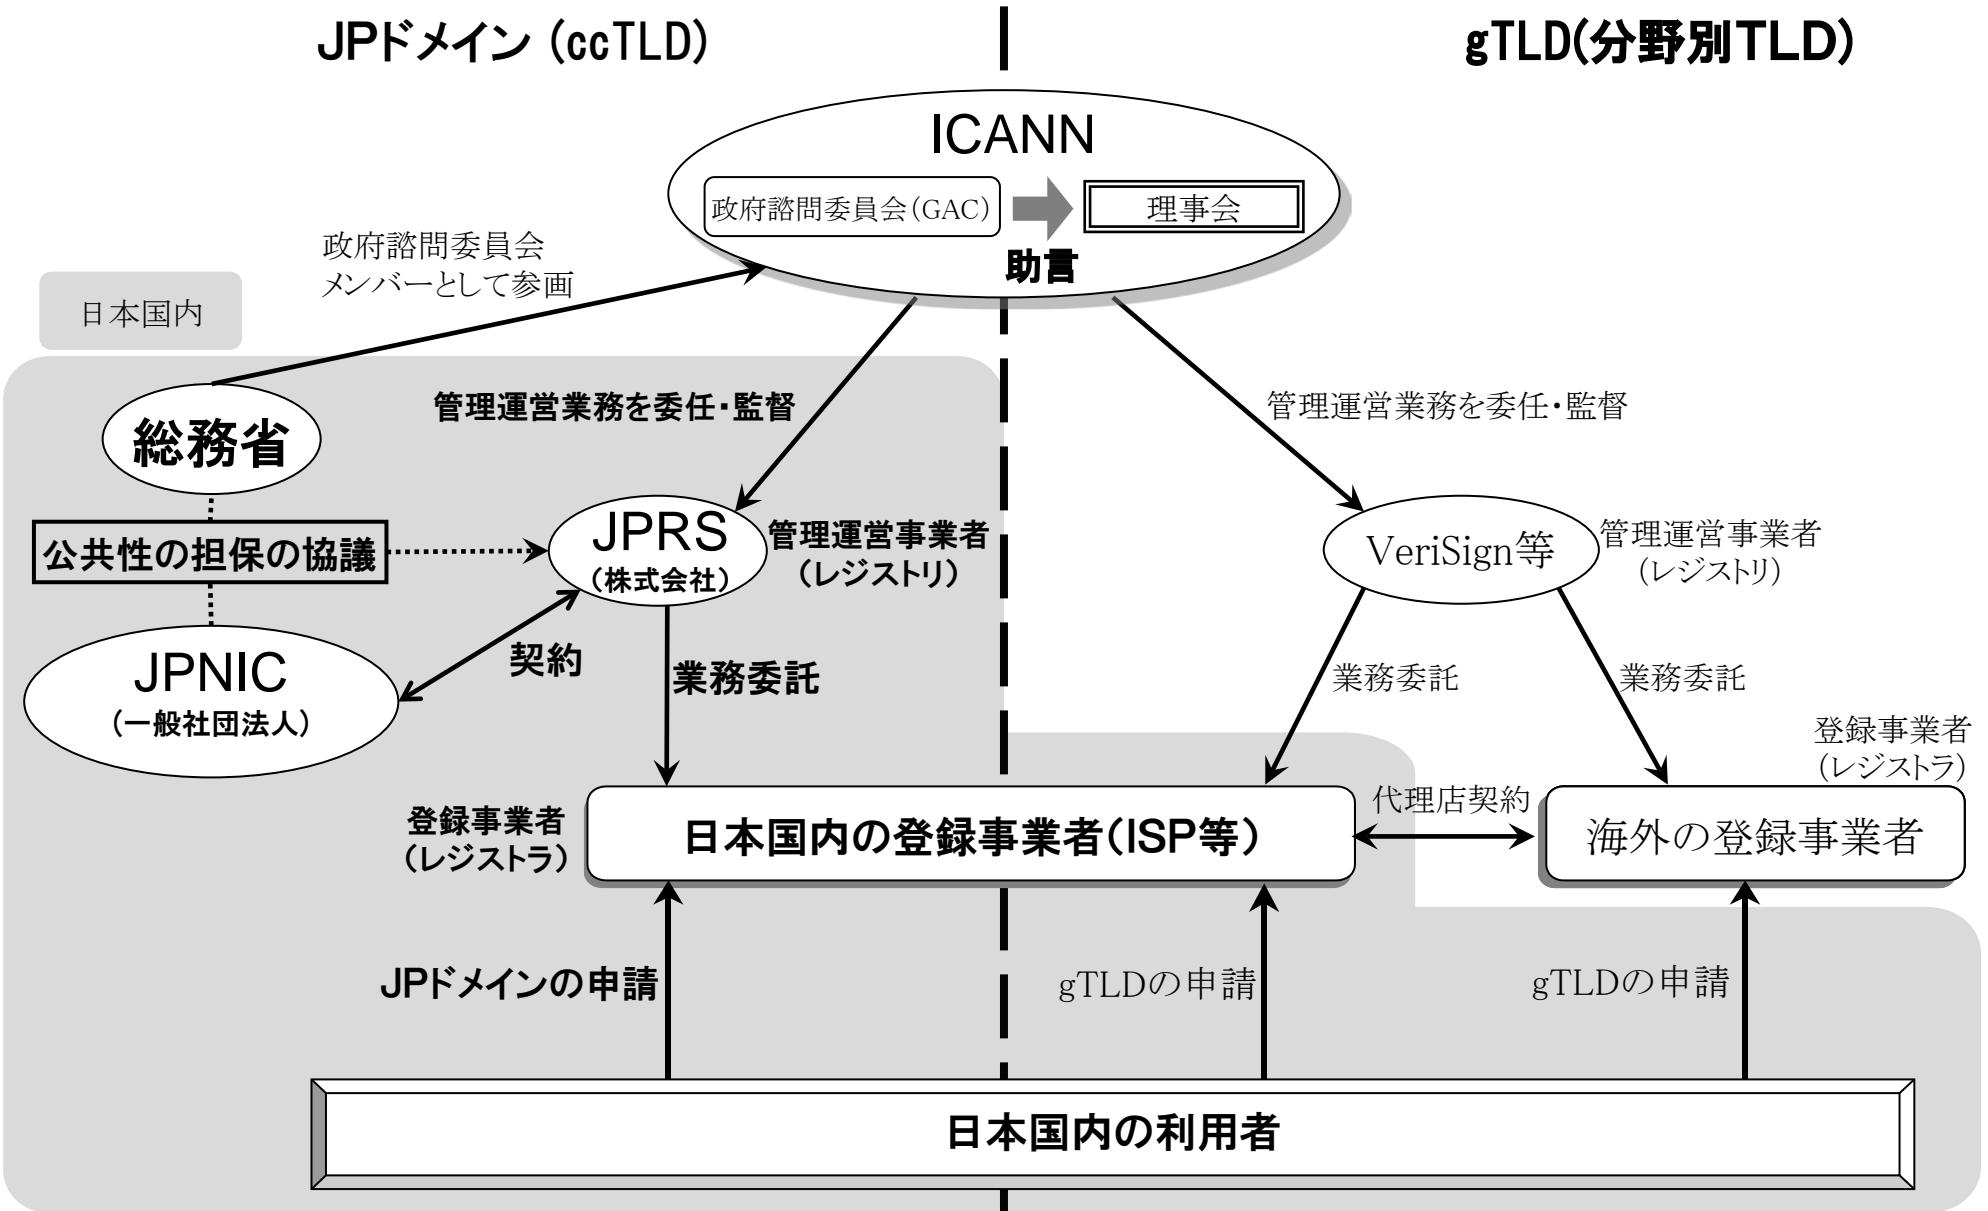 JPドメイン (ccTLD)
gTLD(分野別TLD)
ICANN
政府諮問委員会(GAC)
理事会
助言
政府諮問委員会
メンバーとして参画
日本国内
管理運営業務を委任・監督
管理運営業務を委任・監督
総務省
公共性の担保の協議
JPRS
(株式会社)
管理運営事業者
(レジストリ)
VeriSign等
管理運営事業者
(レジストリ)
JPNIC
(一般社団法人)
契約
業務委託
業務委託
業務委託
登録事業者
(レジストラ)
登録事業者
(レジストラ)
日本国内の登録事業者(ISP等)
代理店契約
海外の登録事業者
JPドメインの申請
gTLDの申請
gTLDの申請
日本国内の利用者